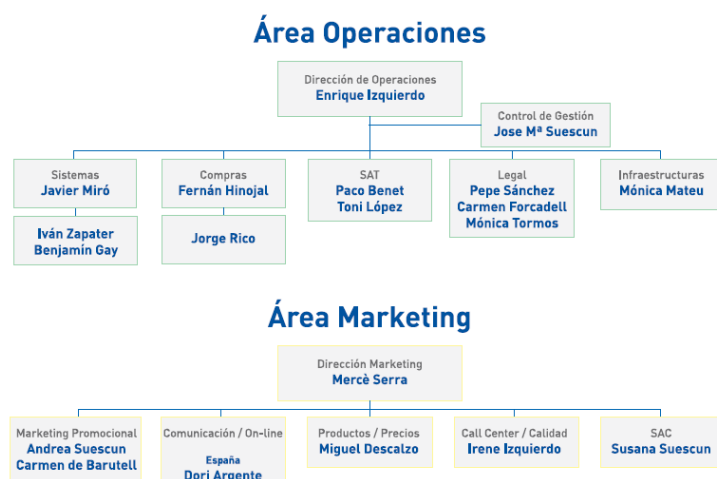 Área Operaciones
Dirección de Operaciones
Enrique Izquierdo
Control de Gestión
Jose Mª Suescun
Sistemas
Javier Miró
Compras
Fernán Hinojal
SAT
Paco Benet
Toni López
Legal
Pepe Sánchez
Carmen Forcadell
Mónica Tormos
Infraestructuras
Mónica Mateu
Iván Zapater
Benjamín Gay
Jorge Rico
Área Marketing
Dirección Marketing
Mercè Serra
Marketing Promocional
Andrea Suescun
Carmen de Barutell
Comunicación / On-line
España
Dori Argente
Productos / Precios
Miguel Descalzo
Call Center / Calidad
Irene Izquierdo
SAC
Susana Suescun